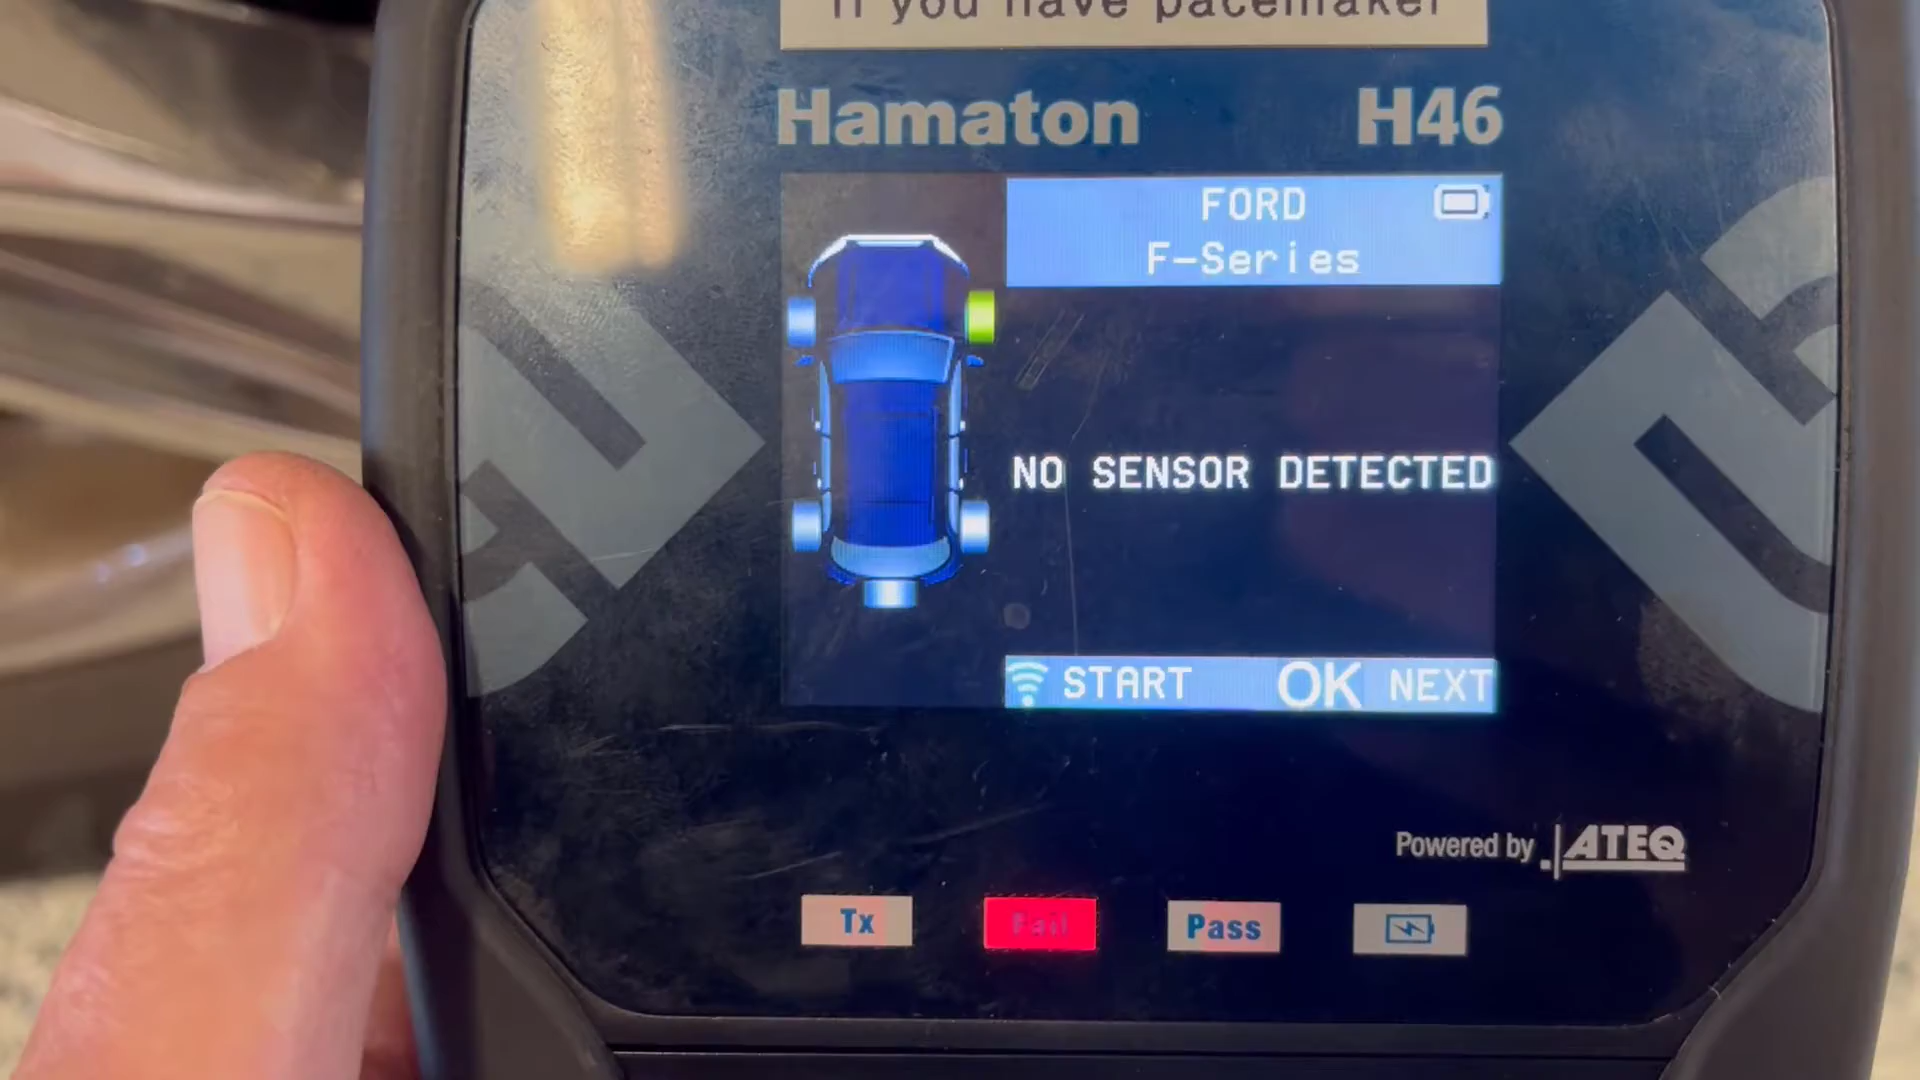 If you have pacemaker
Hamaton H46
FORD
F-Series
NO SENSOR DETECTED
START OK NEXT
Powered by ATEQ
Tx Fail Pass